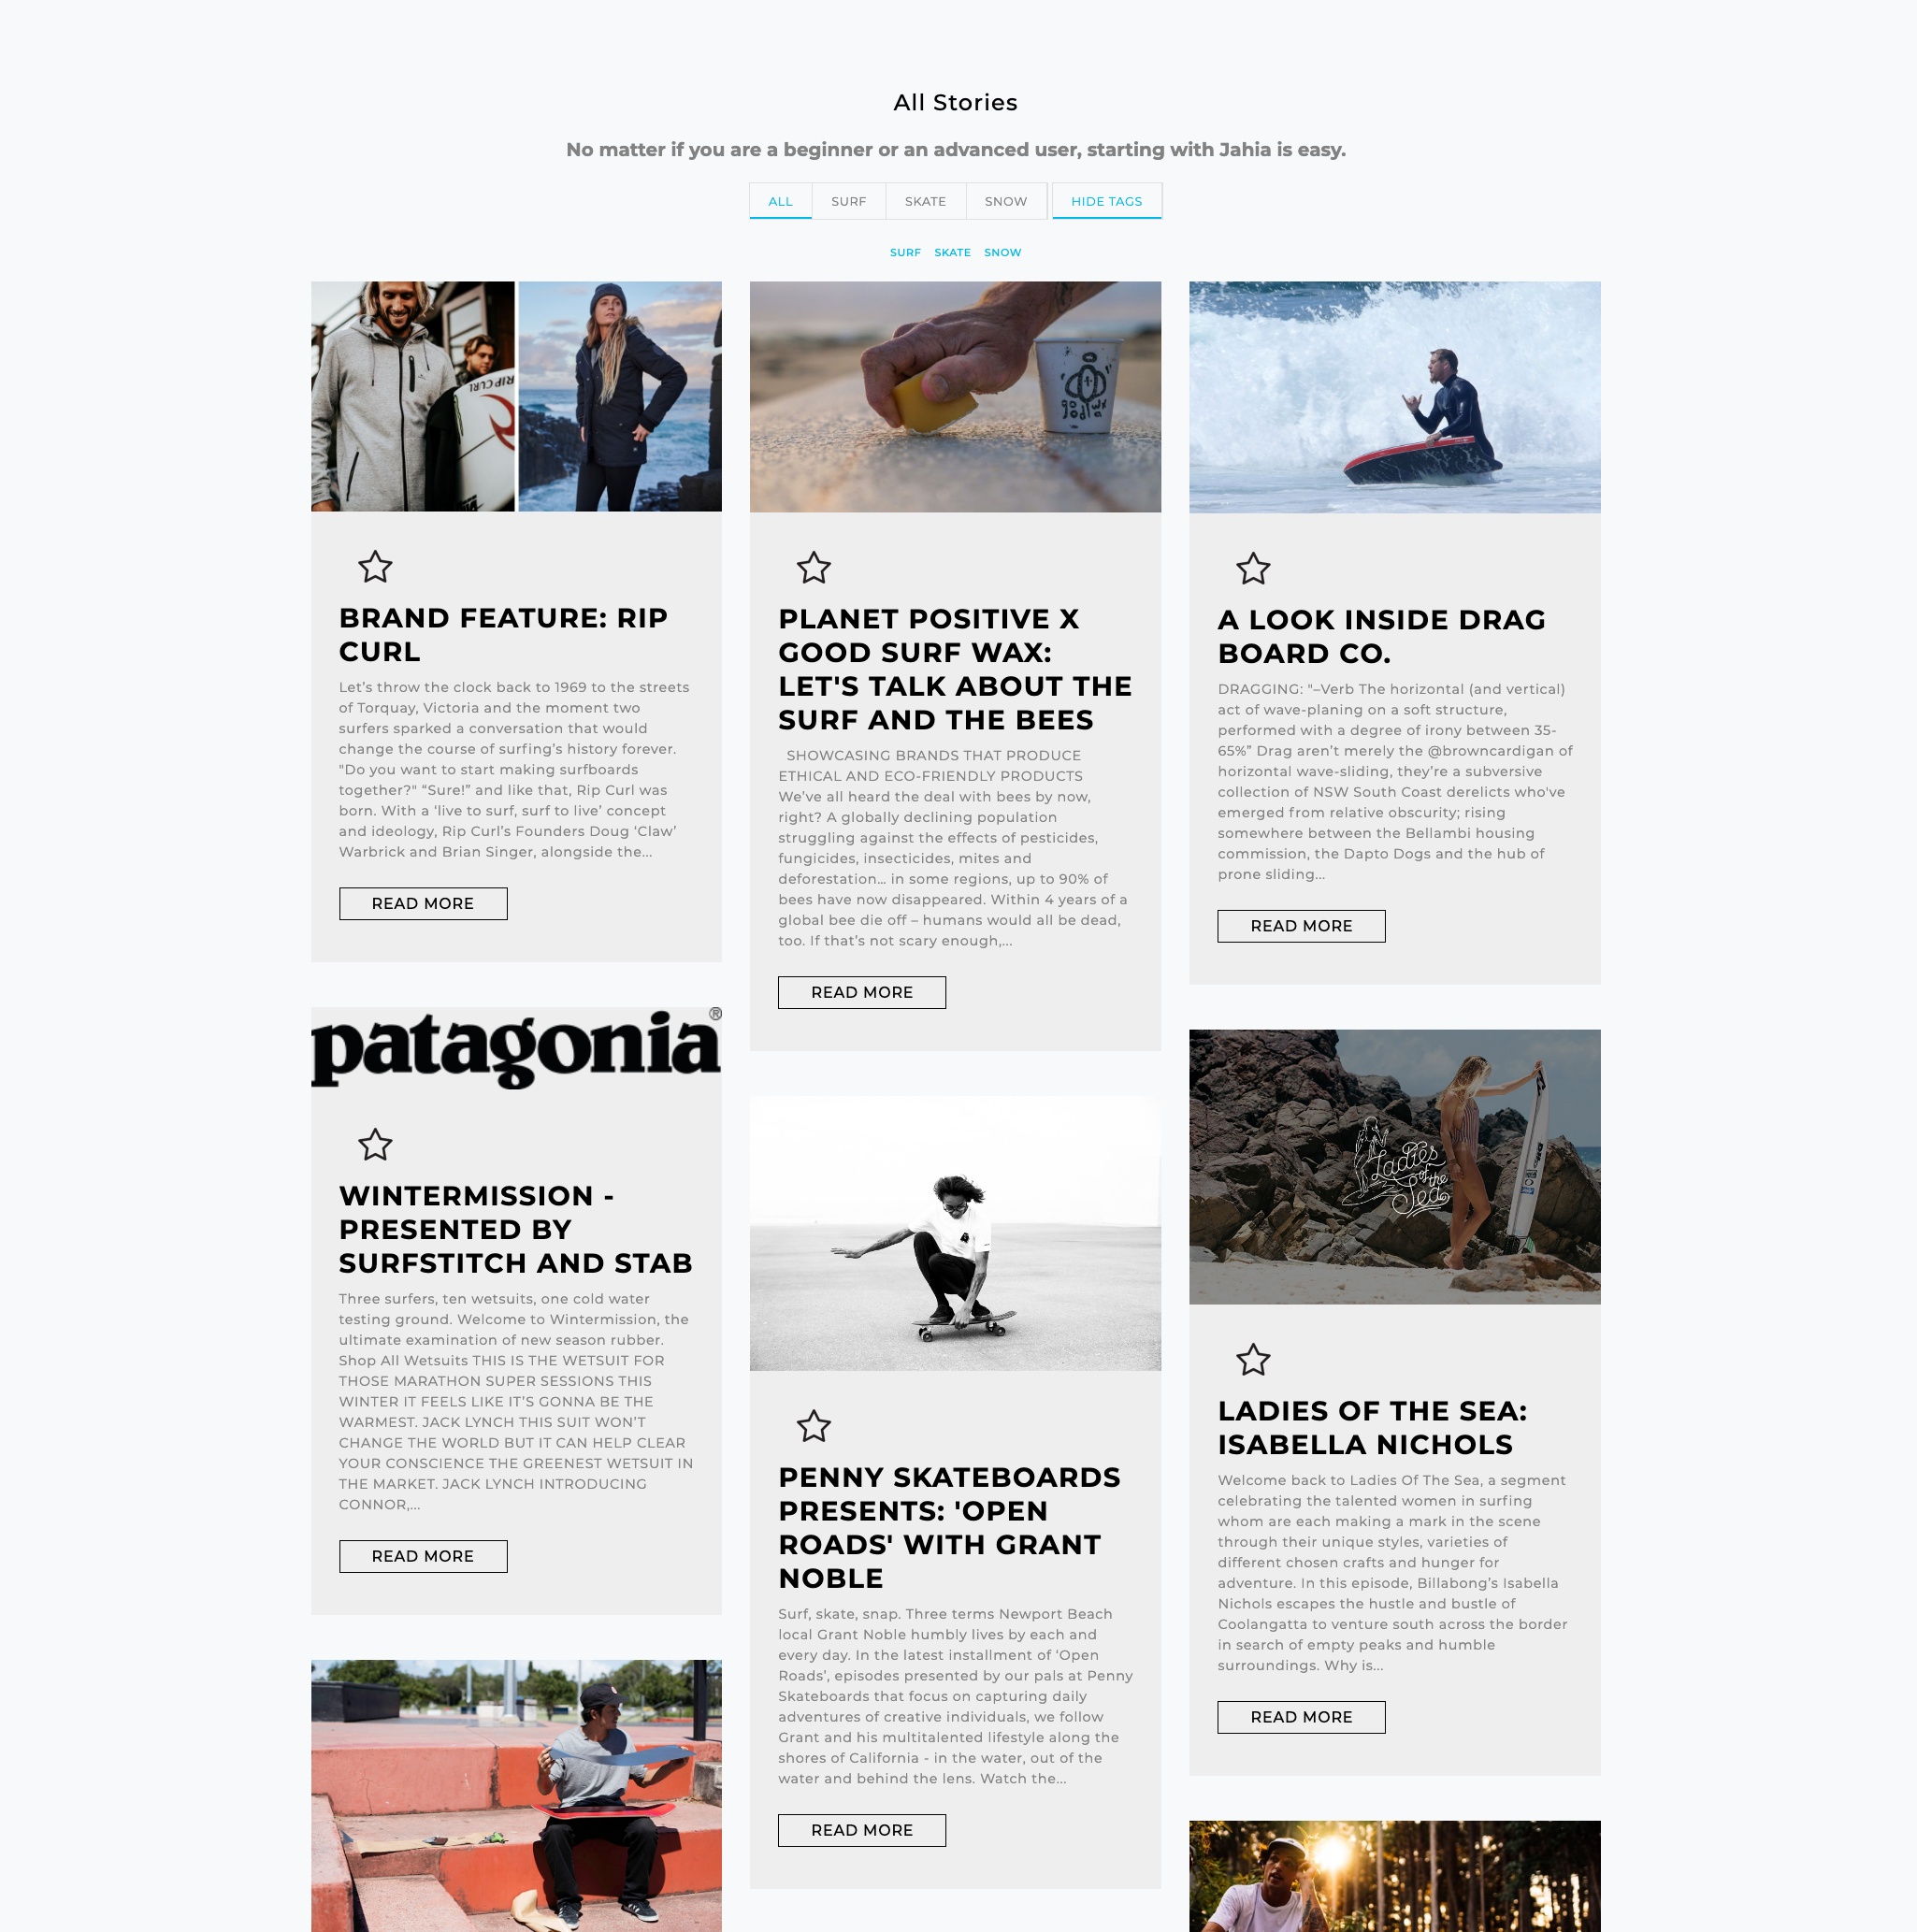 All Stories
No matter if you are a beginner or an advanced user, starting with Jahia is easy.
ALL SURF SKATE SNOW HIDE TAGS
SURF SKATE SNOW
RIP CURL
BRAND FEATURE: RIP
CURL
Let’s throw the clock back to 1969 to the streets
of Torquay, Victoria and the moment two
surfers sparked a conversation that would
change the course of surfing’s history forever.
"Do you want to start making surfboards
together?" “Sure!” and like that, Rip Curl was
born. With a ‘live to surf, surf to live’ concept
and ideology, Rip Curl’s Founders Doug ‘Claw’
Warbrick and Brian Singer, alongside the...
READ MORE
PLANET POSITIVE X
GOOD SURF WAX:
LET'S TALK ABOUT THE
SURF AND THE BEES
SHOWCASING BRANDS THAT PRODUCE
ETHICAL AND ECO-FRIENDLY PRODUCTS
We’ve all heard the deal with bees by now,
right? A globally declining population
struggling against the effects of pesticides,
fungicides, insecticides, mites and
deforestation… in some regions, up to 90% of
bees have now disappeared. Within 4 years of a
global bee die off – humans would all be dead,
too. If that’s not scary enough,...
READ MORE
A LOOK INSIDE DRAG
BOARD CO.
DRAGGING: "–Verb The horizontal (and vertical)
act of wave-planing on a soft structure,
performed with a degree of irony between 35-
65%” Drag aren’t merely the @browncardigan of
horizontal wave-sliding, they’re a subversive
collection of NSW South Coast derelicts who've
emerged from relative obscurity; rising
somewhere between the Bellambi housing
commission, the Dapto Dogs and the hub of
prone sliding...
READ MORE
patagonia®
WINTERMISSION -
PRESENTED BY
SURFSTITCH AND STAB
Three surfers, ten wetsuits, one cold water
testing ground. Welcome to Wintermission, the
ultimate examination of new season rubber.
Shop All Wetsuits THIS IS THE WETSUIT FOR
THOSE MARATHON SUPER SESSIONS THIS
WINTER IT FEELS LIKE IT’S GONNA BE THE
WARMEST. JACK LYNCH THIS SUIT WON’T
CHANGE THE WORLD BUT IT CAN HELP CLEAR
YOUR CONSCIENCE THE GREENEST WETSUIT IN
THE MARKET. JACK LYNCH INTRODUCING
CONNOR,...
READ MORE
PENNY SKATEBOARDS
PRESENTS: 'OPEN
ROADS' WITH GRANT
NOBLE
Surf, skate, snap. Three terms Newport Beach
local Grant Noble humbly lives by each and
every day. In the latest installment of ‘Open
Roads’, episodes presented by our pals at Penny
Skateboards that focus on capturing daily
adventures of creative individuals, we follow
Grant and his multitalented lifestyle along the
shores of California - in the water, out of the
water and behind the lens. Watch the...
READ MORE
Ladies
of the
Sea
LADIES OF THE SEA:
ISABELLA NICHOLS
Welcome back to Ladies Of The Sea, a segment
celebrating the talented women in surfing
whom are each making a mark in the scene
through their unique styles, varieties of
different chosen crafts and hunger for
adventure. In this episode, Billabong’s Isabella
Nichols escapes the hustle and bustle of
Coolangatta to venture south across the border
in search of empty peaks and humble
surroundings. Why is...
READ MORE